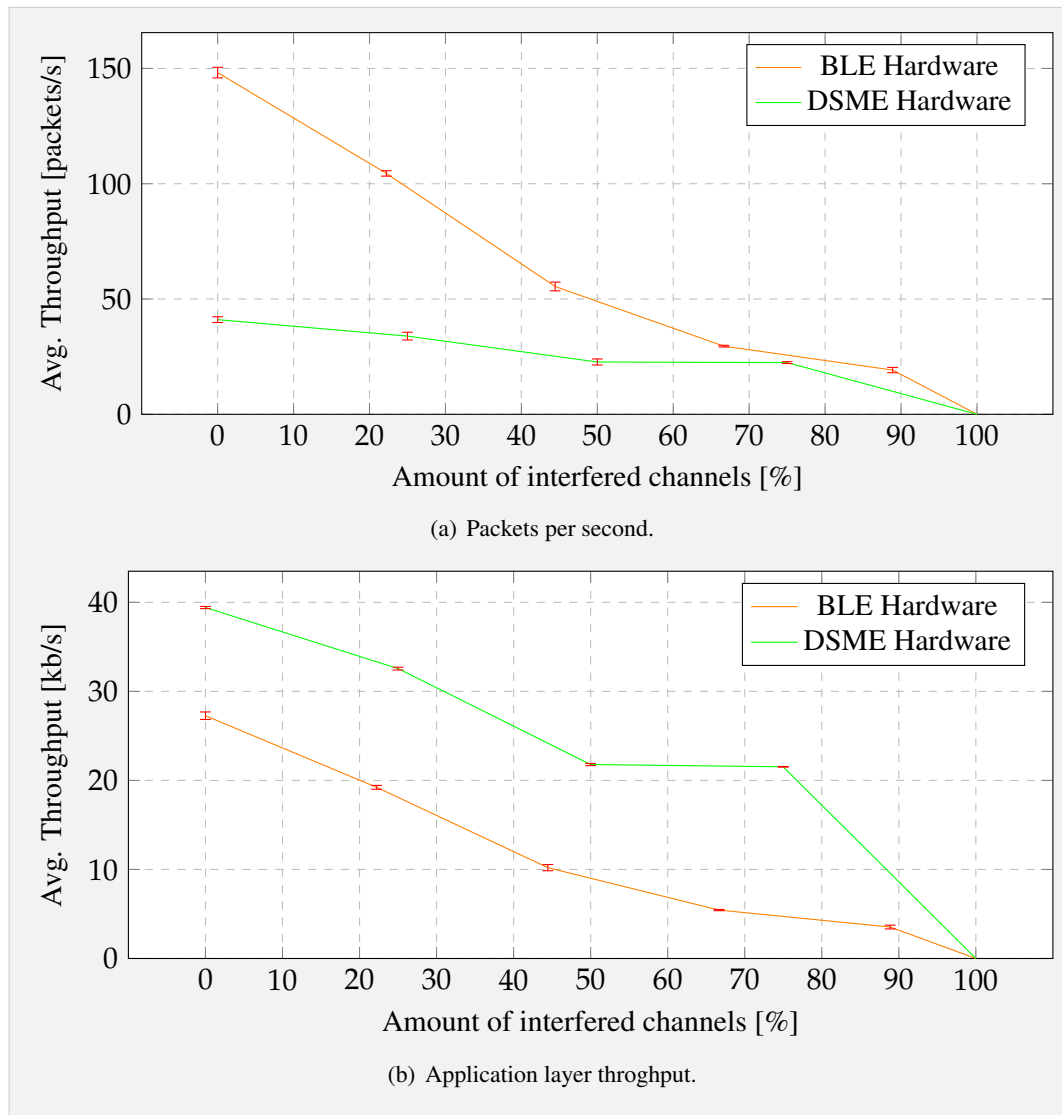 Avg. Throughput [packets/s]
150
100
50
0
BLE Hardware
DSME Hardware
0 10 20 30 40 50 60 70 80 90 100
Amount of interfered channels [%]
(a) Packets per second.
Avg. Throughput [kb/s]
40
30
20
10
0
BLE Hardware
DSME Hardware
0 10 20 30 40 50 60 70 80 90 100
Amount of interfered channels [%]
(b) Application layer throghput.